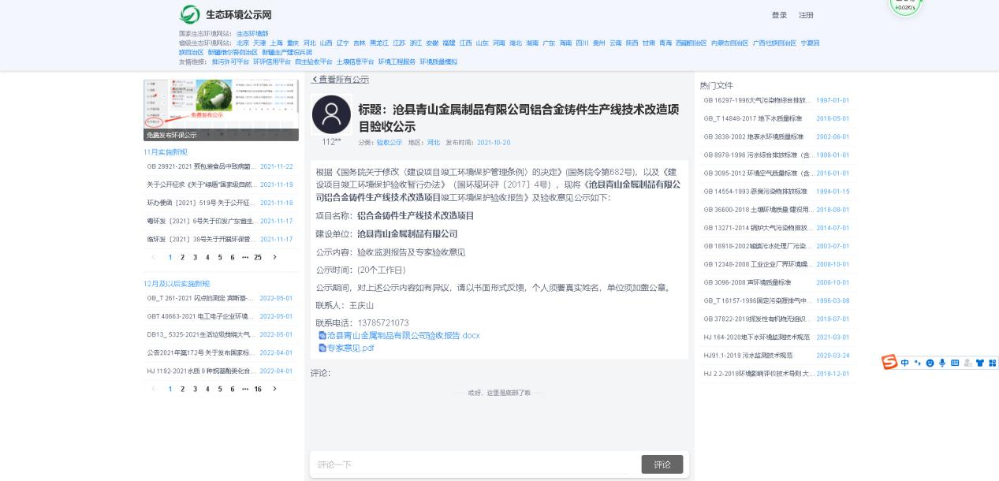 生态环境公示网
登录 注册
+0.02K/s
国家生态环境网站： 生态环境部
省级生态环境网站： 北京 天津 上海 重庆 河北 山西 辽宁 吉林 黑龙江 江苏 浙江 安徽 福建 江西 山东 河南 湖北 湖南 广东 海南 四川 贵州 云南 陕西 甘肃 青海 西藏自治区 内蒙古自治区 广西壮族自治区 宁夏回
族自治区 新疆维尔吾自治区 新疆生产建设兵团
友情链接： 排污许可平台 环评信用平台 自主验收平台 土壤信息平台 环境工程服务 环境质量模拟
免费发布公示
免费发布环保公示
11月实施新规
GB 29921-2021 预包装食品中致病菌... 2021-11-22
关于公开征求《关于“绿盾”国家级自然... 2021-11-19
环办便函〔2021〕519号 关于公开征... 2021-11-18
粤环发〔2021〕6号关于印发广东省生... 2021-11-17
临环发〔2021〕38号关于开展环保管... 2021-11-17
< 1 2 3 4 5 6 ··· 25 >
12月及以后实施新规
GB_T 261-2021 闪点的测定 宾斯基-... 2022-05-01
GBT 40663-2021 电工电子企业环境... 2022-05-01
DB13_ 5325-2021生活垃圾焚烧大气... 2022-05-01
公告2021年第172号 关于发布国家标... 2022-04-01
HJ 1192-2021水质 9 种烷基酚类化合... 2022-04-01
< 1 2 3 4 5 6 ··· 16 >
查看所有公示
112**
标题：沧县青山金属制品有限公司铝合金铸件生产线技术改造项
目验收公示
分类：验收公示 地区：河北 发布时间：2021-10-20
根据《国务院关于修改〈建设项目竣工环境保护管理条例〉的决定》(国务院令第682号)，以及《建
设项目竣工环境保护验收暂行办法》（国环规环评〔2017〕4号），现将《沧县青山金属制品有限公
司铝合金铸件生产线技术改造项目竣工环境保护验收报告》及验收意见公示如下：
项目名称：铝合金铸件生产线技术改造项目
建设单位：沧县青山金属制品有限公司
公示内容：验收监测报告及专家验收意见
公示时间：(20个工作日)
公示期间，对上述公示内容如有异议，请以书面形式反馈，个人须署真实姓名，单位须加盖公章。
联系人：王庆山
联系电话：13785721073
沧县青山金属制品有限公司验收报告.docx
专家意见.pdf
评论：
哎呀，这里是底部了啦
评论一下
评论
热门文件
GB 16297-1996大气污染物综合排放... 1997-01-01
GB_T 14848-2017 地下水质量标准 2018-05-01
GB 3838-2002 地表水环境质量标准 2002-06-01
GB 8978-1996 污水综合排放标准（含... 1998-01-01
GB 3095-2012 环境空气质量标准（含... 2016-01-01
GB 14554-1993 恶臭污染物排放标准 1994-01-15
GB 36600-2018 土壤环境质量 建设用... 2018-08-01
GB 13271-2014 锅炉大气污染物排放... 2014-07-01
GB 18918-2002城镇污水处理厂污染... 2003-07-01
GB 12348-2008 工业企业厂界环境噪... 2008-10-01
GB 3096-2008 声环境质量标准 2008-10-01
GB_T 16157-1996固定污染源排气中... 1996-03-06
GB 37822-2019挥发性有机物无组织... 2019-07-01
HJ 164-2020地下水环境监测技术规范 2021-03-01
HJ91.1-2019 污水监测技术规范 2020-03-24
HJ 2.2-2018环境影响评价技术导则 大... 2018-12-01
中